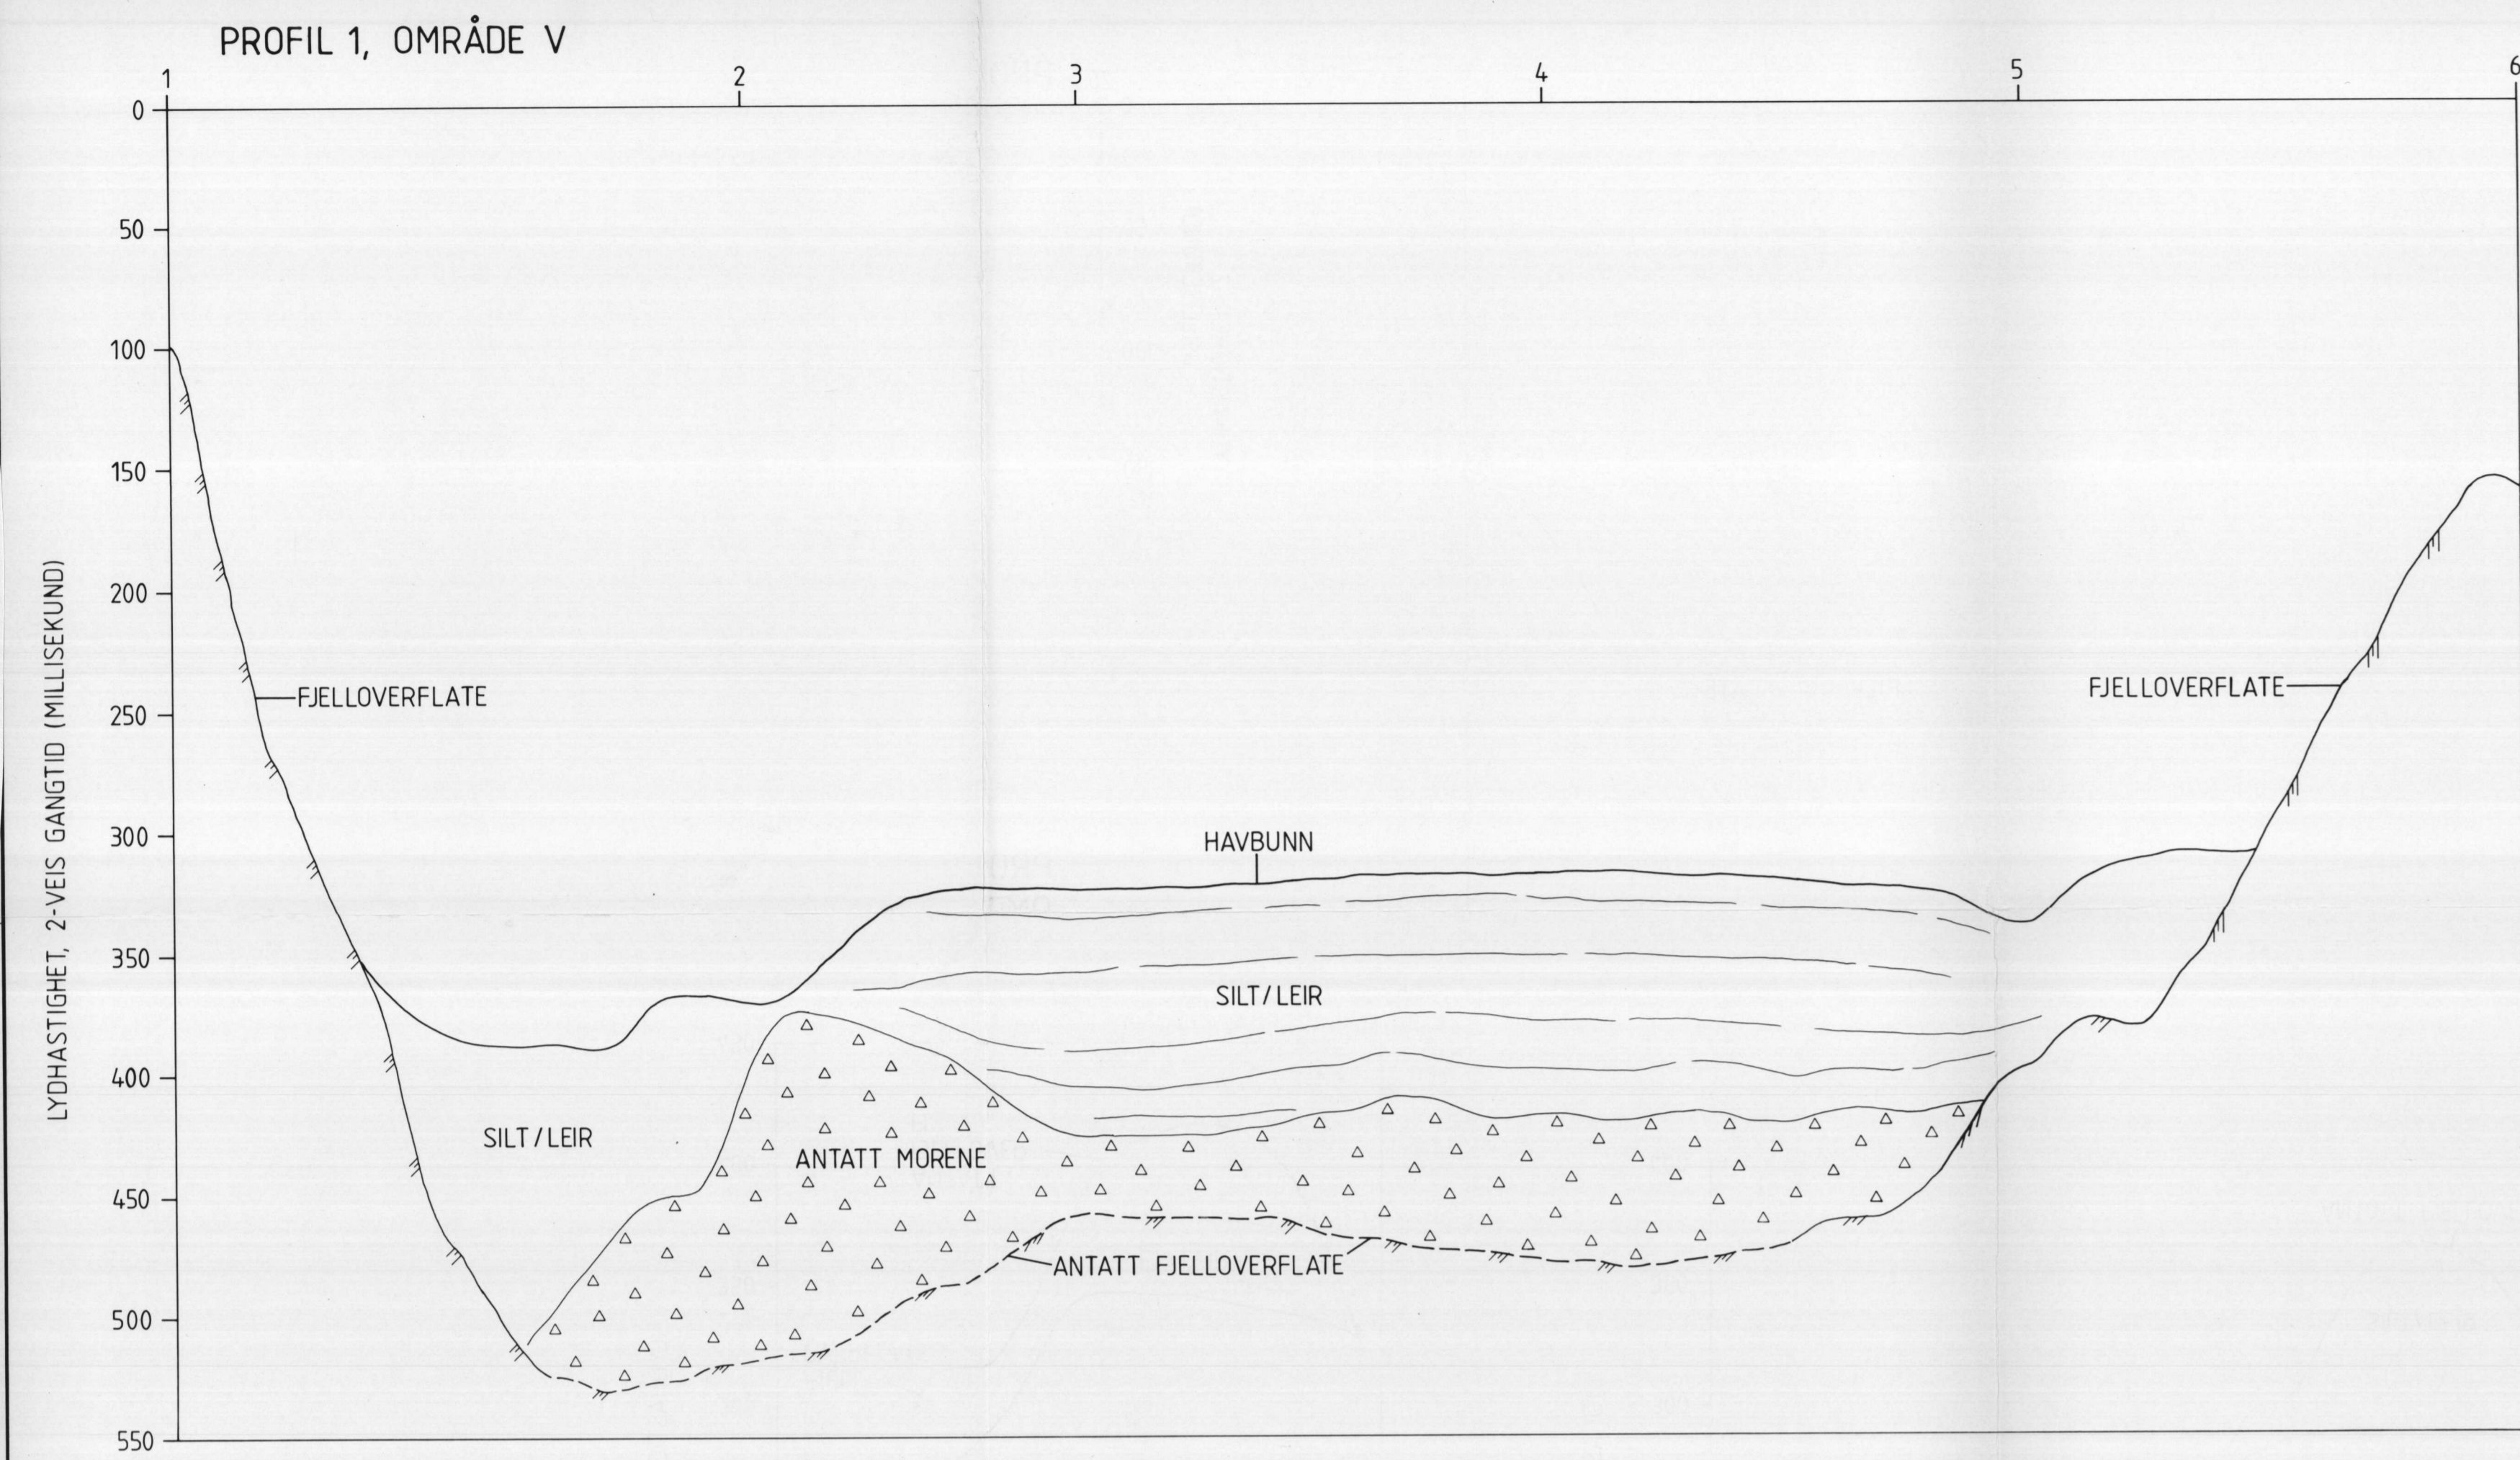 PROFIL 1, OMRÅDE V
1 2 3 4 5 6
0
50
100
150
200
250
300
350
400
450
500
550
LYDHASTIGHET, 2-VEIS GANGTID (MILLISEKUND)
FJELLOVERFLATE
FJELLOVERFLATE
HAVBUNN
SILT/LEIR
SILT/LEIR
ANTATT MORENE
ANTATT FJELLOVERFLATE